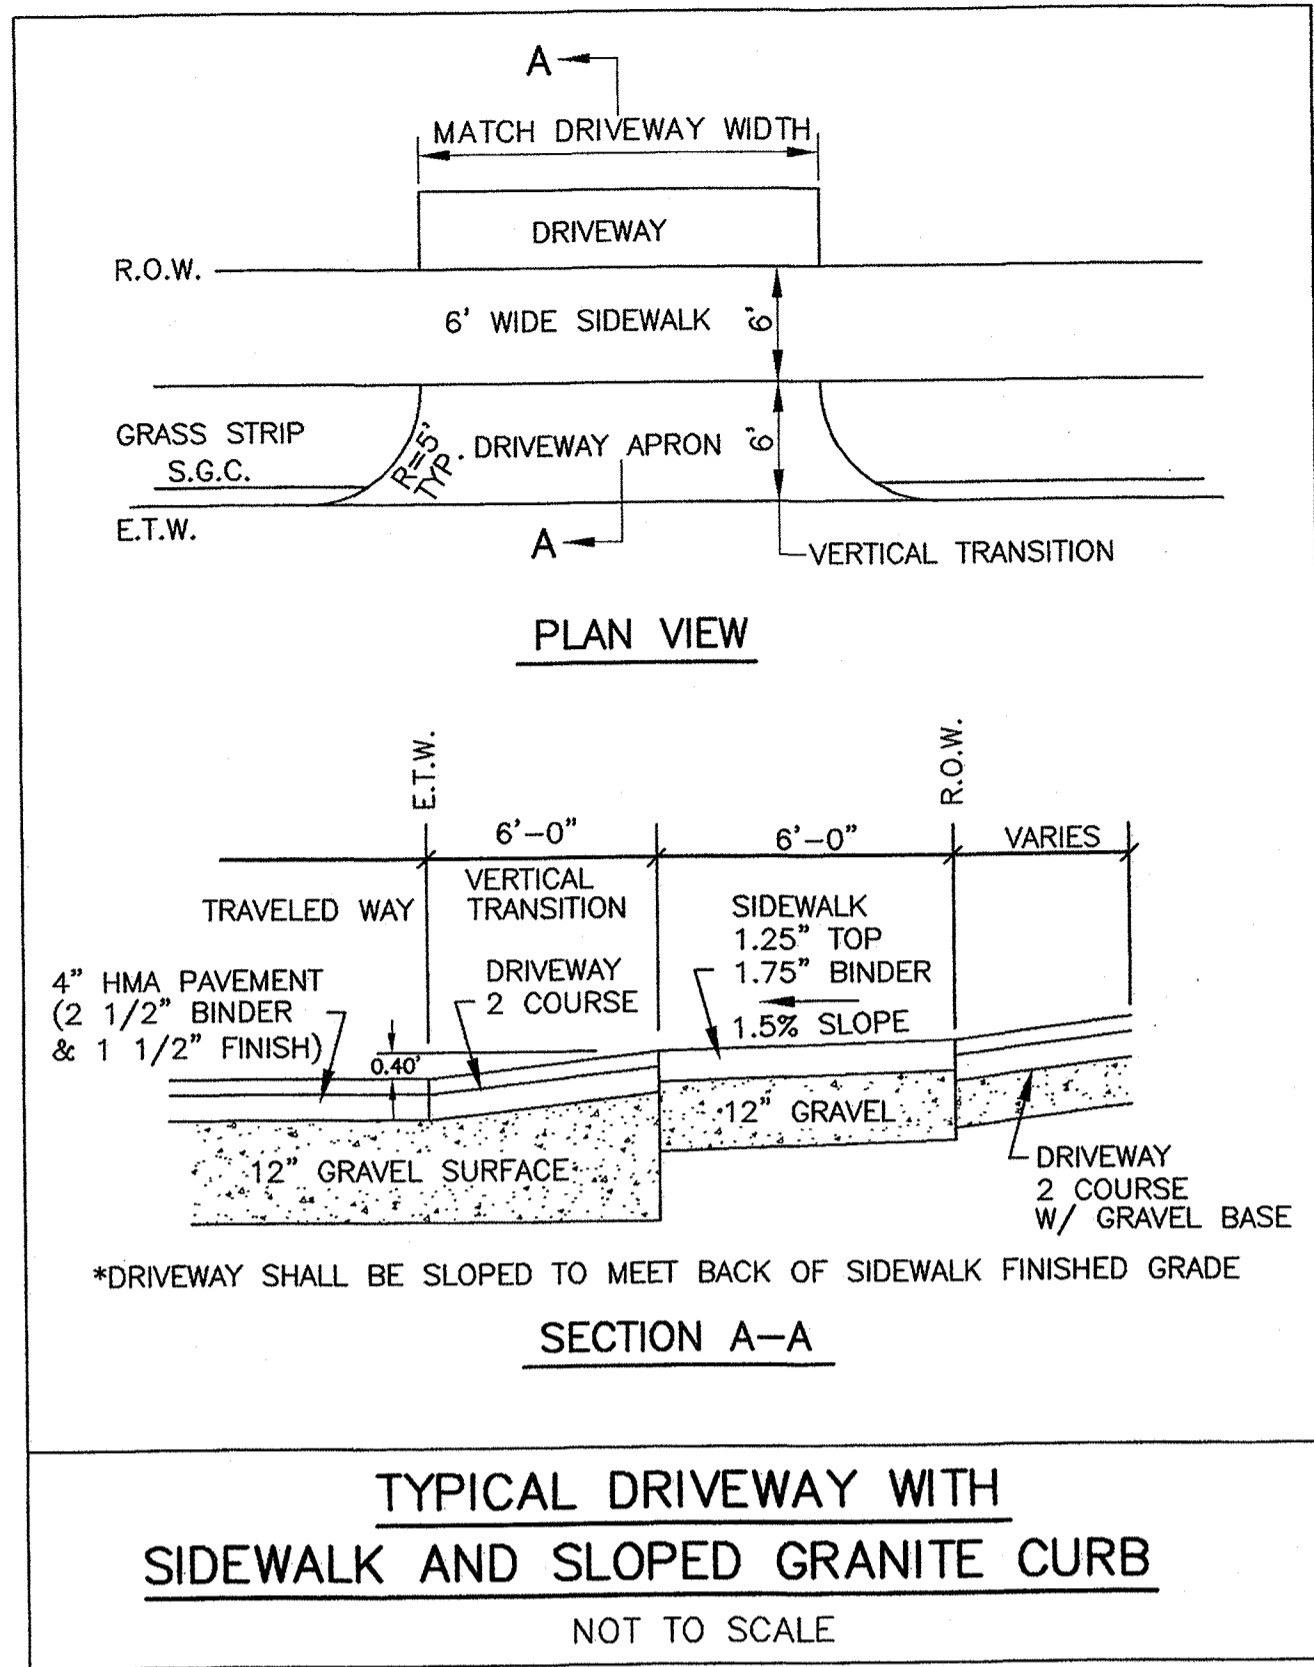 A
MATCH DRIVEWAY WIDTH
DRIVEWAY
R.O.W.
6' WIDE SIDEWALK
6'
GRASS STRIP
S.G.C.
R=5'
TYP.
DRIVEWAY APRON
6'
E.T.W.
A
VERTICAL TRANSITION
PLAN VIEW
E.T.W.
R.O.W.
6'-0"
6'-0"
VARIES
TRAVELED WAY
VERTICAL
TRANSITION
SIDEWALK
1.25" TOP
1.75" BINDER
1.5% SLOPE
4" HMA PAVEMENT
(2 1/2" BINDER
& 1 1/2" FINISH)
DRIVEWAY
2 COURSE
0.40'
12" GRAVEL
12" GRAVEL SURFACE
DRIVEWAY
2 COURSE
W/ GRAVEL BASE
*DRIVEWAY SHALL BE SLOPED TO MEET BACK OF SIDEWALK FINISHED GRADE
SECTION A-A
TYPICAL DRIVEWAY WITH
SIDEWALK AND SLOPED GRANITE CURB
NOT TO SCALE